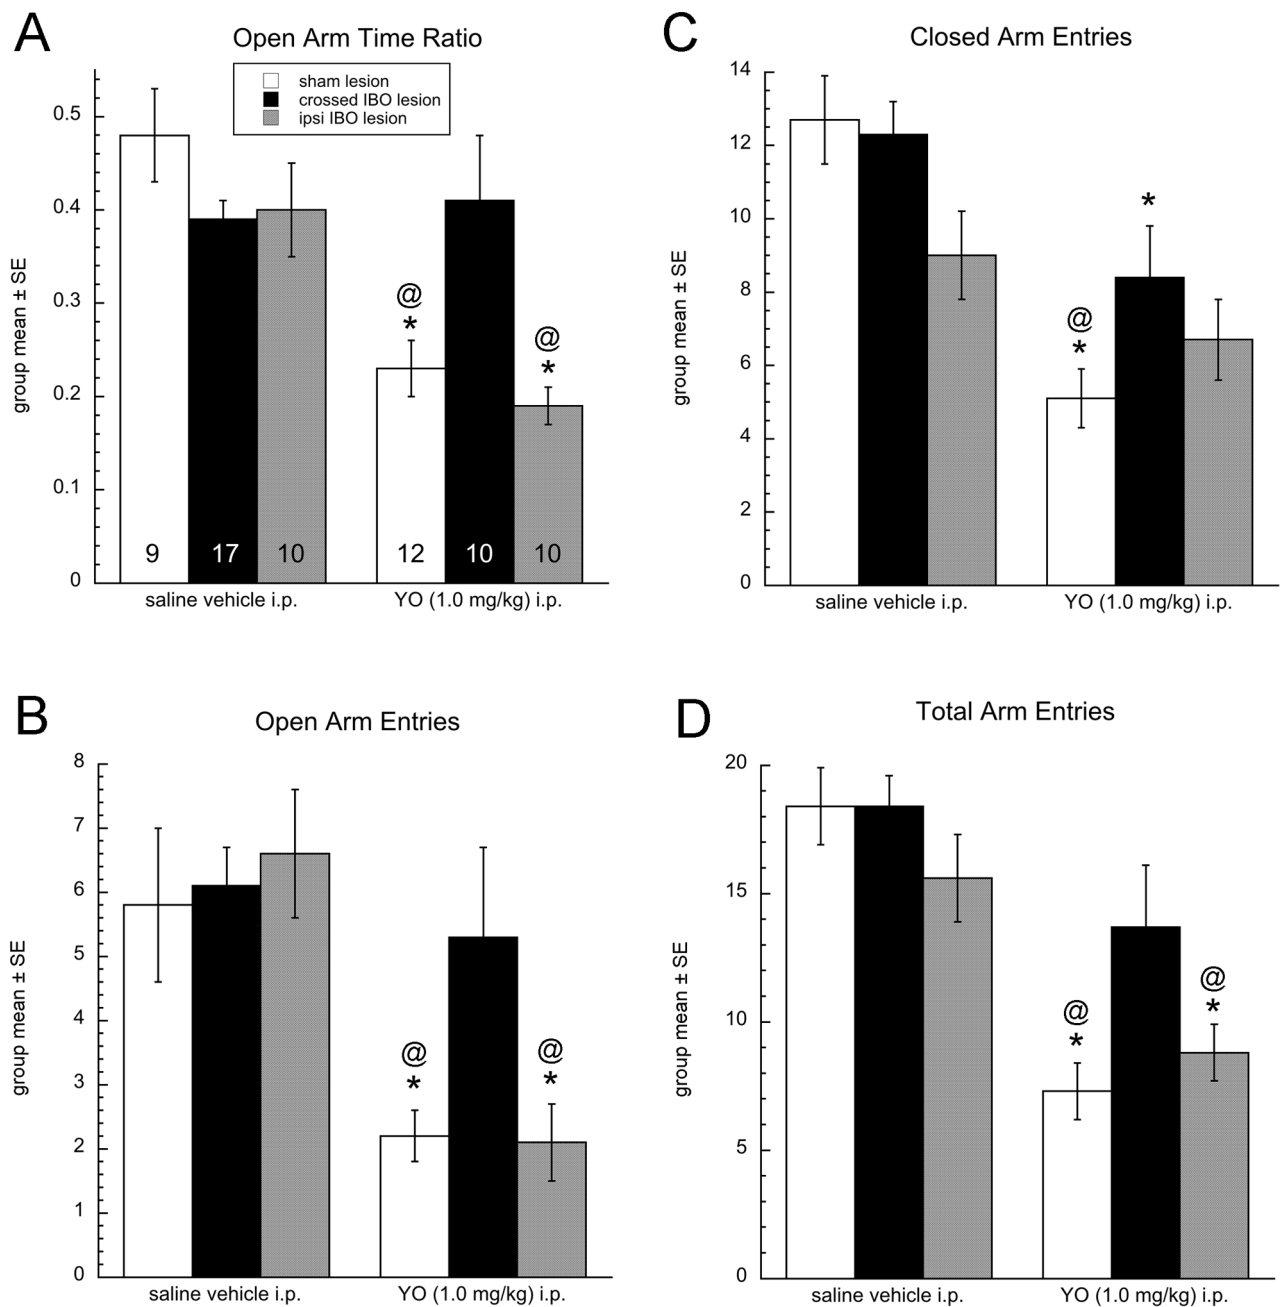 A
Open Arm Time Ratio
sham lesion
crossed IBO lesion
ipsi IBO lesion
group mean ± SE
0.5
0.4
0.3
0.2
0.1
0
@
*
@
*
9
17
10
12
10
10
saline vehicle i.p.
YO (1.0 mg/kg) i.p.
C
Closed Arm Entries
group mean ± SE
14
12
10
8
6
4
2
0
*
@
*
saline vehicle i.p.
YO (1.0 mg/kg) i.p.
B
Open Arm Entries
group mean ± SE
8
7
6
5
4
3
2
1
0
@
*
@
*
saline vehicle i.p.
YO (1.0 mg/kg) i.p.
D
Total Arm Entries
group mean ± SE
20
15
10
5
0
@
*
@
*
saline vehicle i.p.
YO (1.0 mg/kg) i.p.